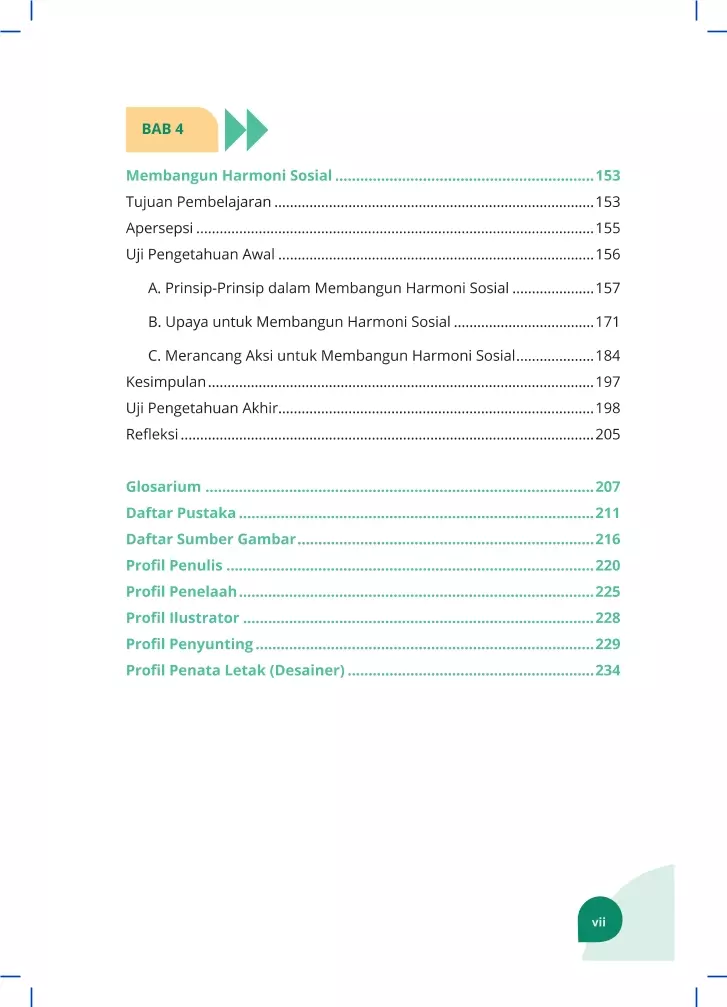 BAB 4
Membangun Harmoni Sosial ..............................................................153
Tujuan Pembelajaran ..................................................................................153
Apersepsi ......................................................................................................155
Uji Pengetahuan Awal .................................................................................156
A. Prinsip-Prinsip dalam Membangun Harmoni Sosial .....................157
B. Upaya untuk Membangun Harmoni Sosial ....................................171
C. Merancang Aksi untuk Membangun Harmoni Sosial....................184
Kesimpulan...................................................................................................197
Uji Pengetahuan Akhir.................................................................................198
Refleksi..........................................................................................................205
Glosarium .............................................................................................207
Daftar Pustaka .....................................................................................211
Daftar Sumber Gambar.......................................................................216
Profil Penulis ........................................................................................220
Profil Penelaah.....................................................................................225
Profil Ilustrator ....................................................................................228
Profil Penyunting.................................................................................229
Profil Penata Letak (Desainer) ...........................................................234
vii